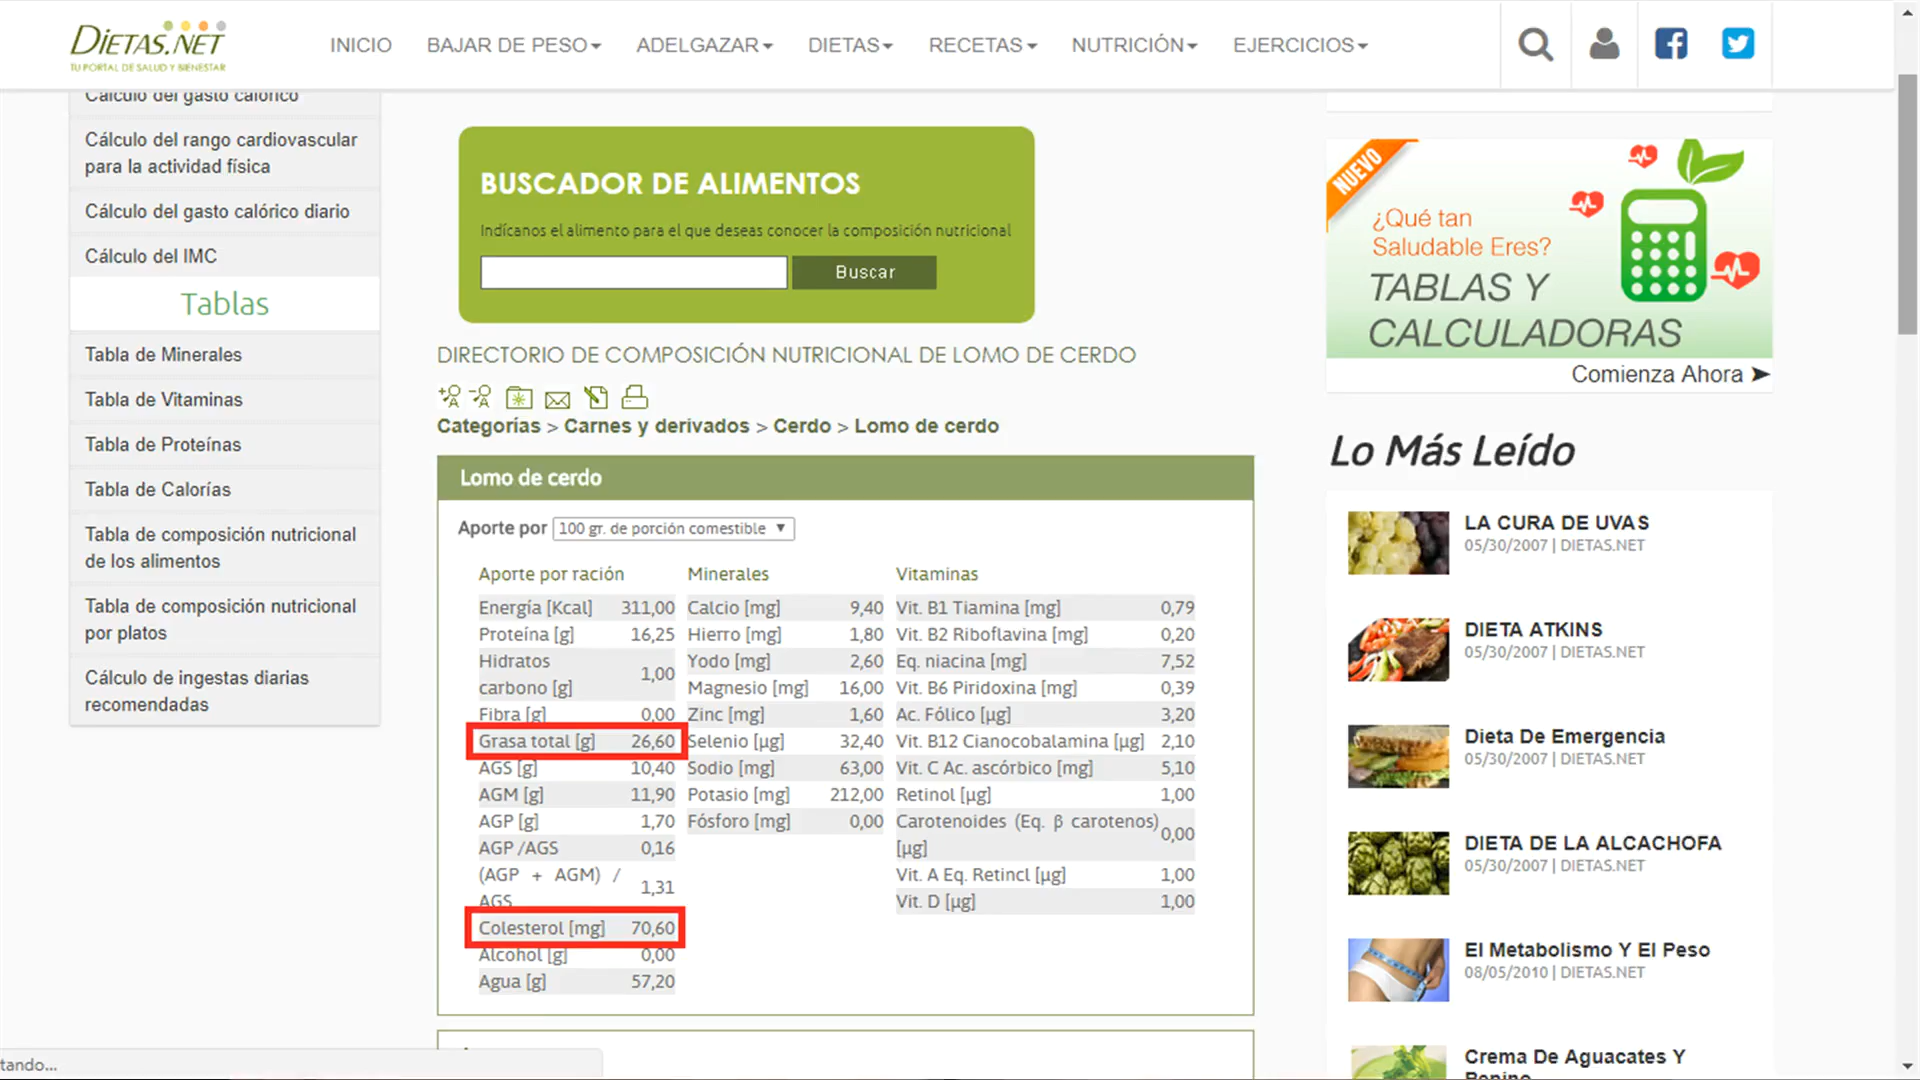 DIETAS.NET
TU PORTAL DE SALUD Y BIENESTAR
INICIO
BAJAR DE PESO
ADELGAZAR
DIETAS
RECETAS
NUTRICIÓN
EJERCICIOS
Cálculo del gasto calórico
Cálculo del rango cardiovascular
para la actividad física
Cálculo del gasto calórico diario
Cálculo del IMC
Tablas
Tabla de Minerales
Tabla de Vitaminas
Tabla de Proteínas
Tabla de Calorías
Tabla de composición nutricional
de los alimentos
Tabla de composición nutricional
por platos
Cálculo de ingestas diarias
recomendadas
BUSCADOR DE ALIMENTOS
Indícanos el alimento para el que deseas conocer la composición nutricional
Buscar
DIRECTORIO DE COMPOSICIÓN NUTRICIONAL DE LOMO DE CERDO
Categorías > Carnes y derivados > Cerdo > Lomo de cerdo
Lomo de cerdo
Aporte por 100 gr. de porción comestible
Aporte por ración
Energía [Kcal] 311,00
Proteína [g] 16,25
Hidratos
carbono [g] 1,00
Fibra [g] 0,00
Grasa total [g] 26,60
AGS [g] 10,40
AGM [g] 11,90
AGP [g] 1,70
AGP /AGS 0,16
(AGP + AGM) /
AGS 1,31
Colesterol [mg] 70,60
Alcohol [g] 0,00
Agua [g] 57,20
Minerales
Calcio [mg] 9,40
Hierro [mg] 1,80
Yodo [mg] 2,60
Magnesio [mg] 16,00
Zinc [mg] 1,60
Selenio [µg] 32,40
Sodio [mg] 63,00
Potasio [mg] 212,00
Fósforo [mg] 0,00
Vitaminas
Vit. B1 Tiamina [mg] 0,79
Vit. B2 Riboflavina [mg] 0,20
Eq. niacina [mg] 7,52
Vit. B6 Piridoxina [mg] 0,39
Ac. Fólico [µg] 3,20
Vit. B12 Cianocobalamina [µg] 2,10
Vit. C Ac. ascórbico [mg] 5,10
Retinol [µg] 1,00
Carotenoides (Eq. β carotenos)
[µg] 0,00
Vit. A Eq. Retincl [µg] 1,00
Vit. D [µg] 1,00
NUEVO
¿Qué tan
Saludable Eres?
TABLAS Y
CALCULADORAS
Comienza Ahora
Lo Más Leído
LA CURA DE UVAS
05/30/2007 | DIETAS.NET
DIETA ATKINS
05/30/2007 | DIETAS.NET
Dieta De Emergencia
05/30/2007 | DIETAS.NET
DIETA DE LA ALCACHOFA
05/30/2007 | DIETAS.NET
El Metabolismo Y El Peso
08/05/2010 | DIETAS.NET
Crema De Aguacates Y
Pepino
tando...